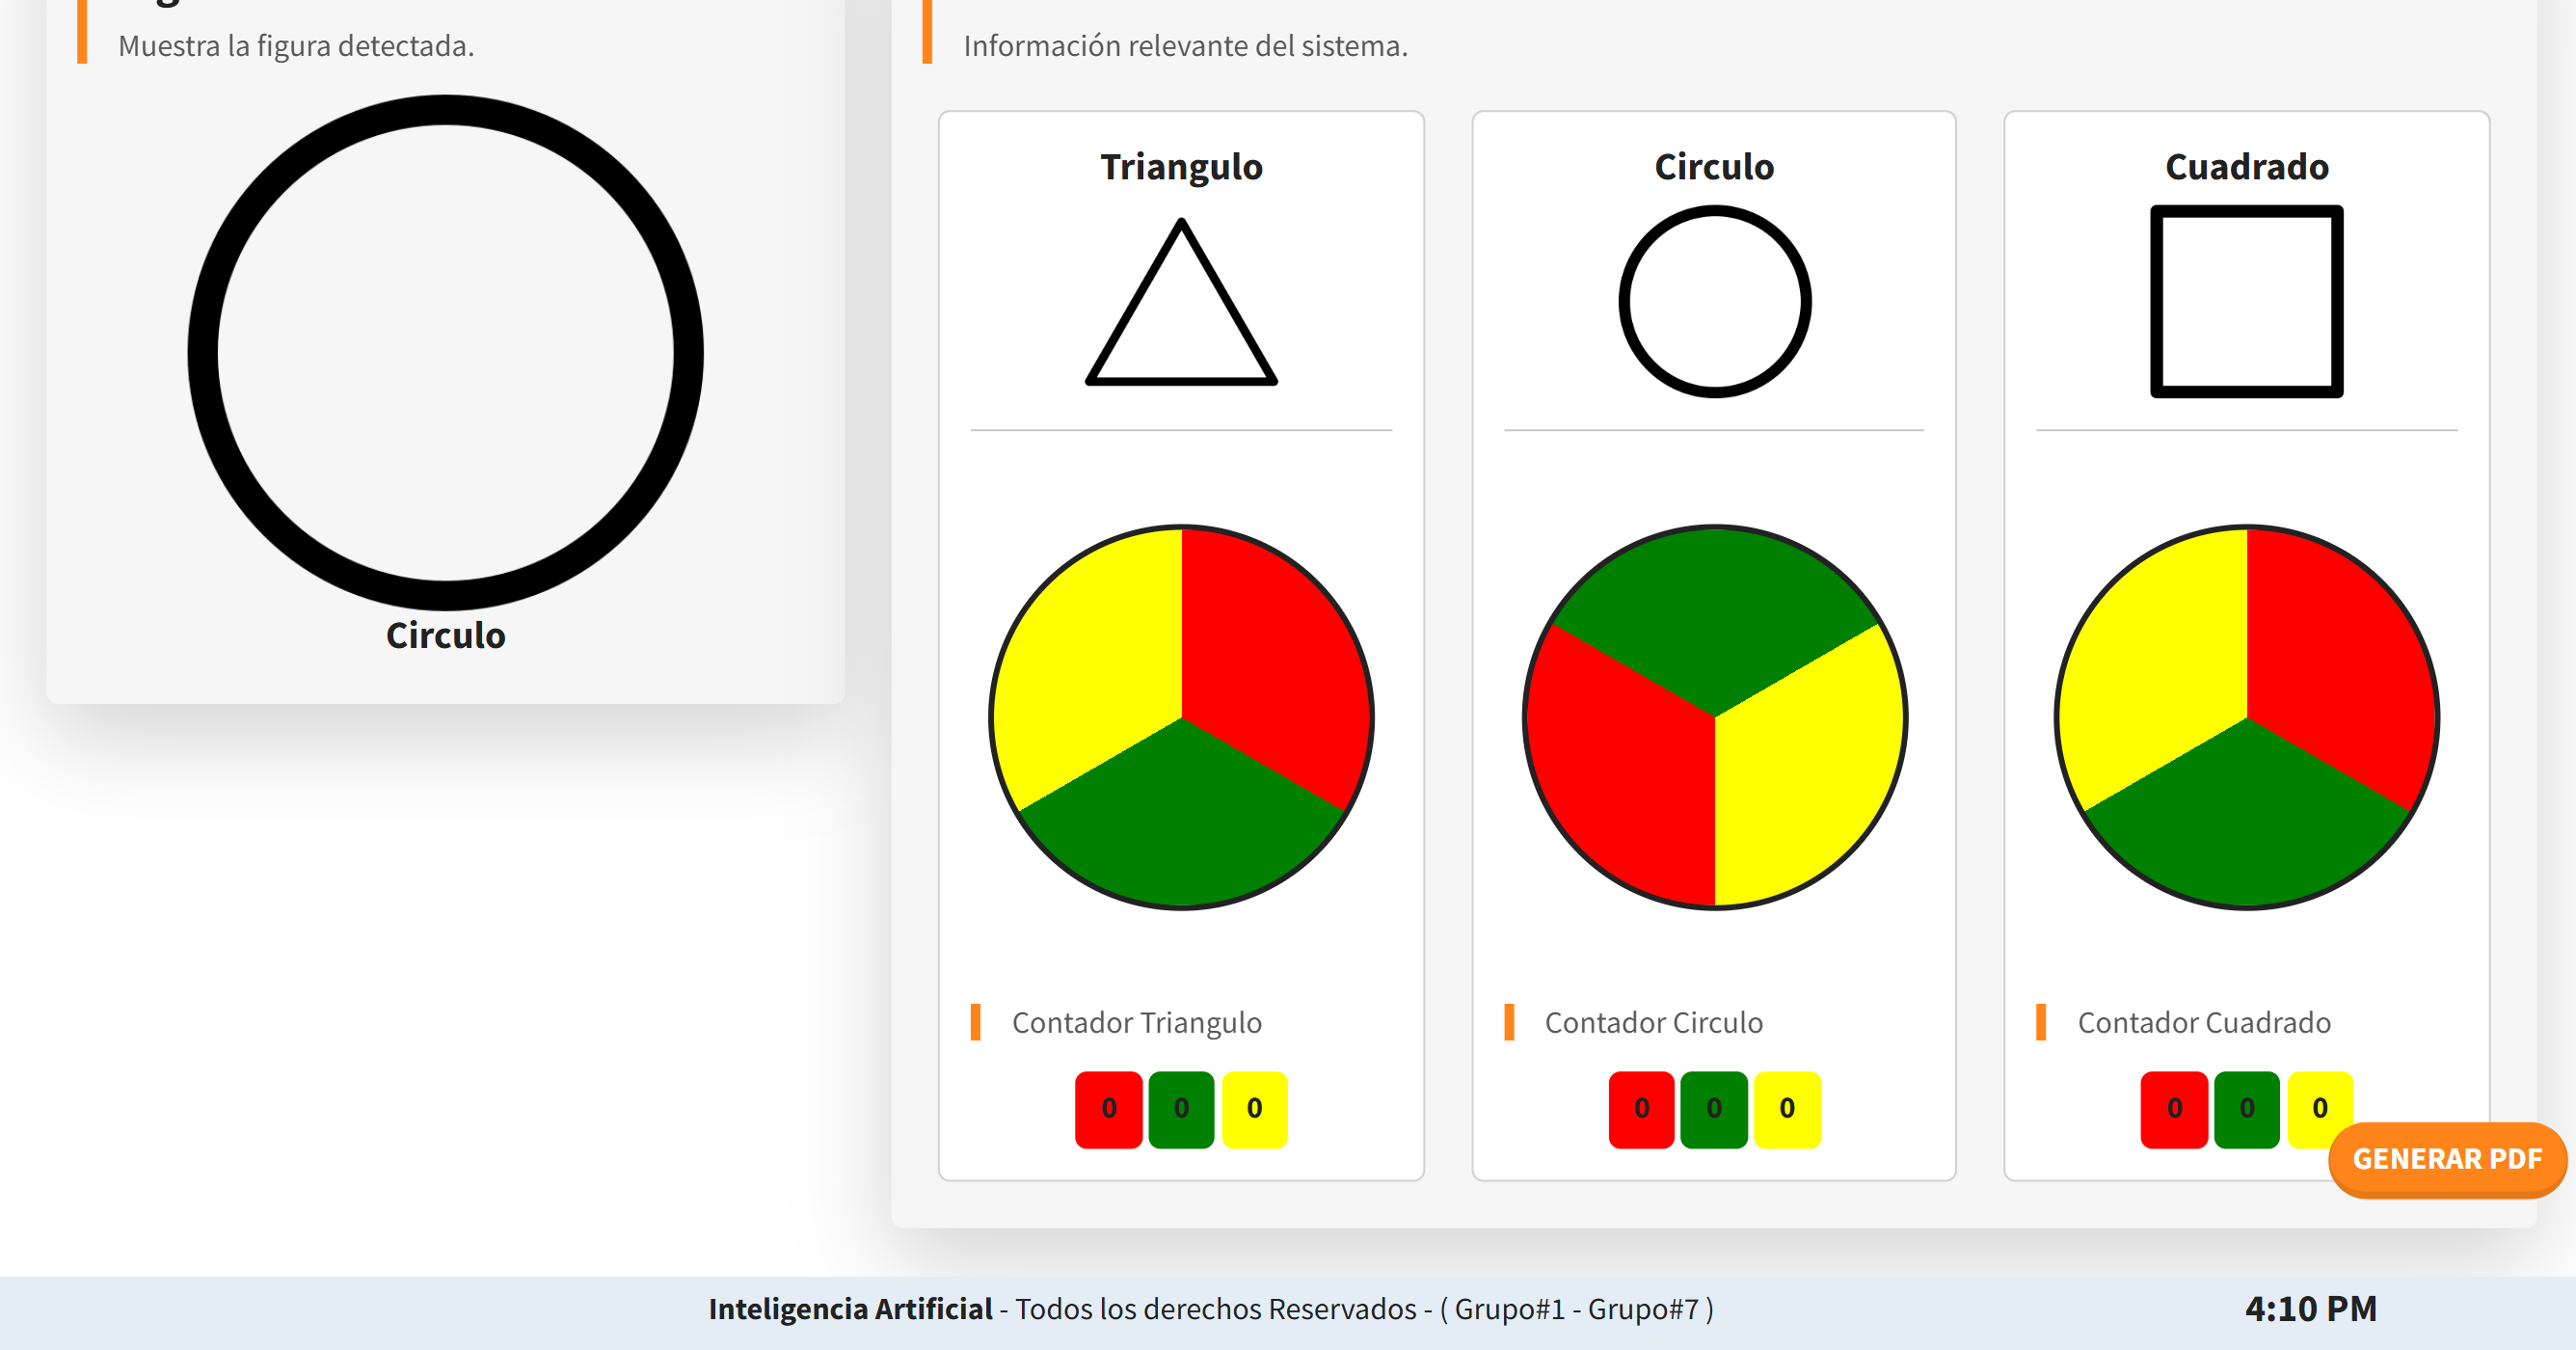 Muestra la figura detectada.
Circulo
Información relevante del sistema.
Triangulo
Contador Triangulo
0 0 0
Circulo
Contador Circulo
0 0 0
Cuadrado
Contador Cuadrado
0 0 0
GENERAR PDF
Inteligencia Artificial - Todos los derechos Reservados - ( Grupo#1 - Grupo#7 )
4:10 PM